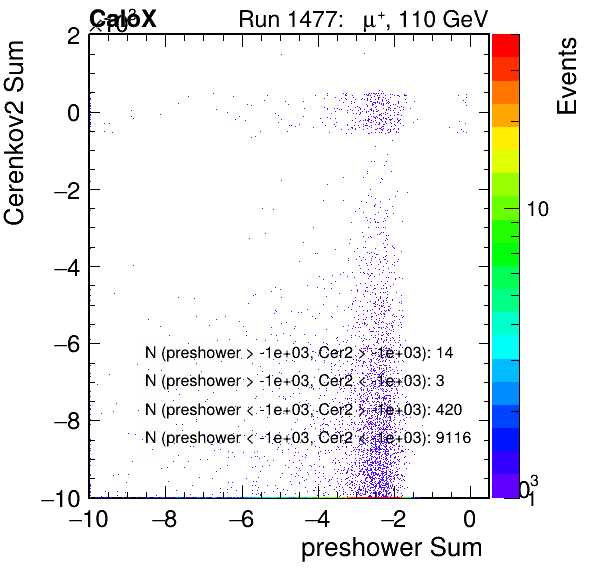 CaloX
×10³
Run 1477: μ⁺, 110 GeV
Cerenkov2 Sum
Events
2
0
−2
−4
−6
−8
−10
10
1
N (preshower > -1e+03, Cer2 > -1e+03): 14
N (preshower > -1e+03, Cer2 < -1e+03): 3
N (preshower < -1e+03, Cer2 > -1e+03): 420
N (preshower < -1e+03, Cer2 < -1e+03): 9116
−10 −8 −6 −4 −2 0
preshower Sum